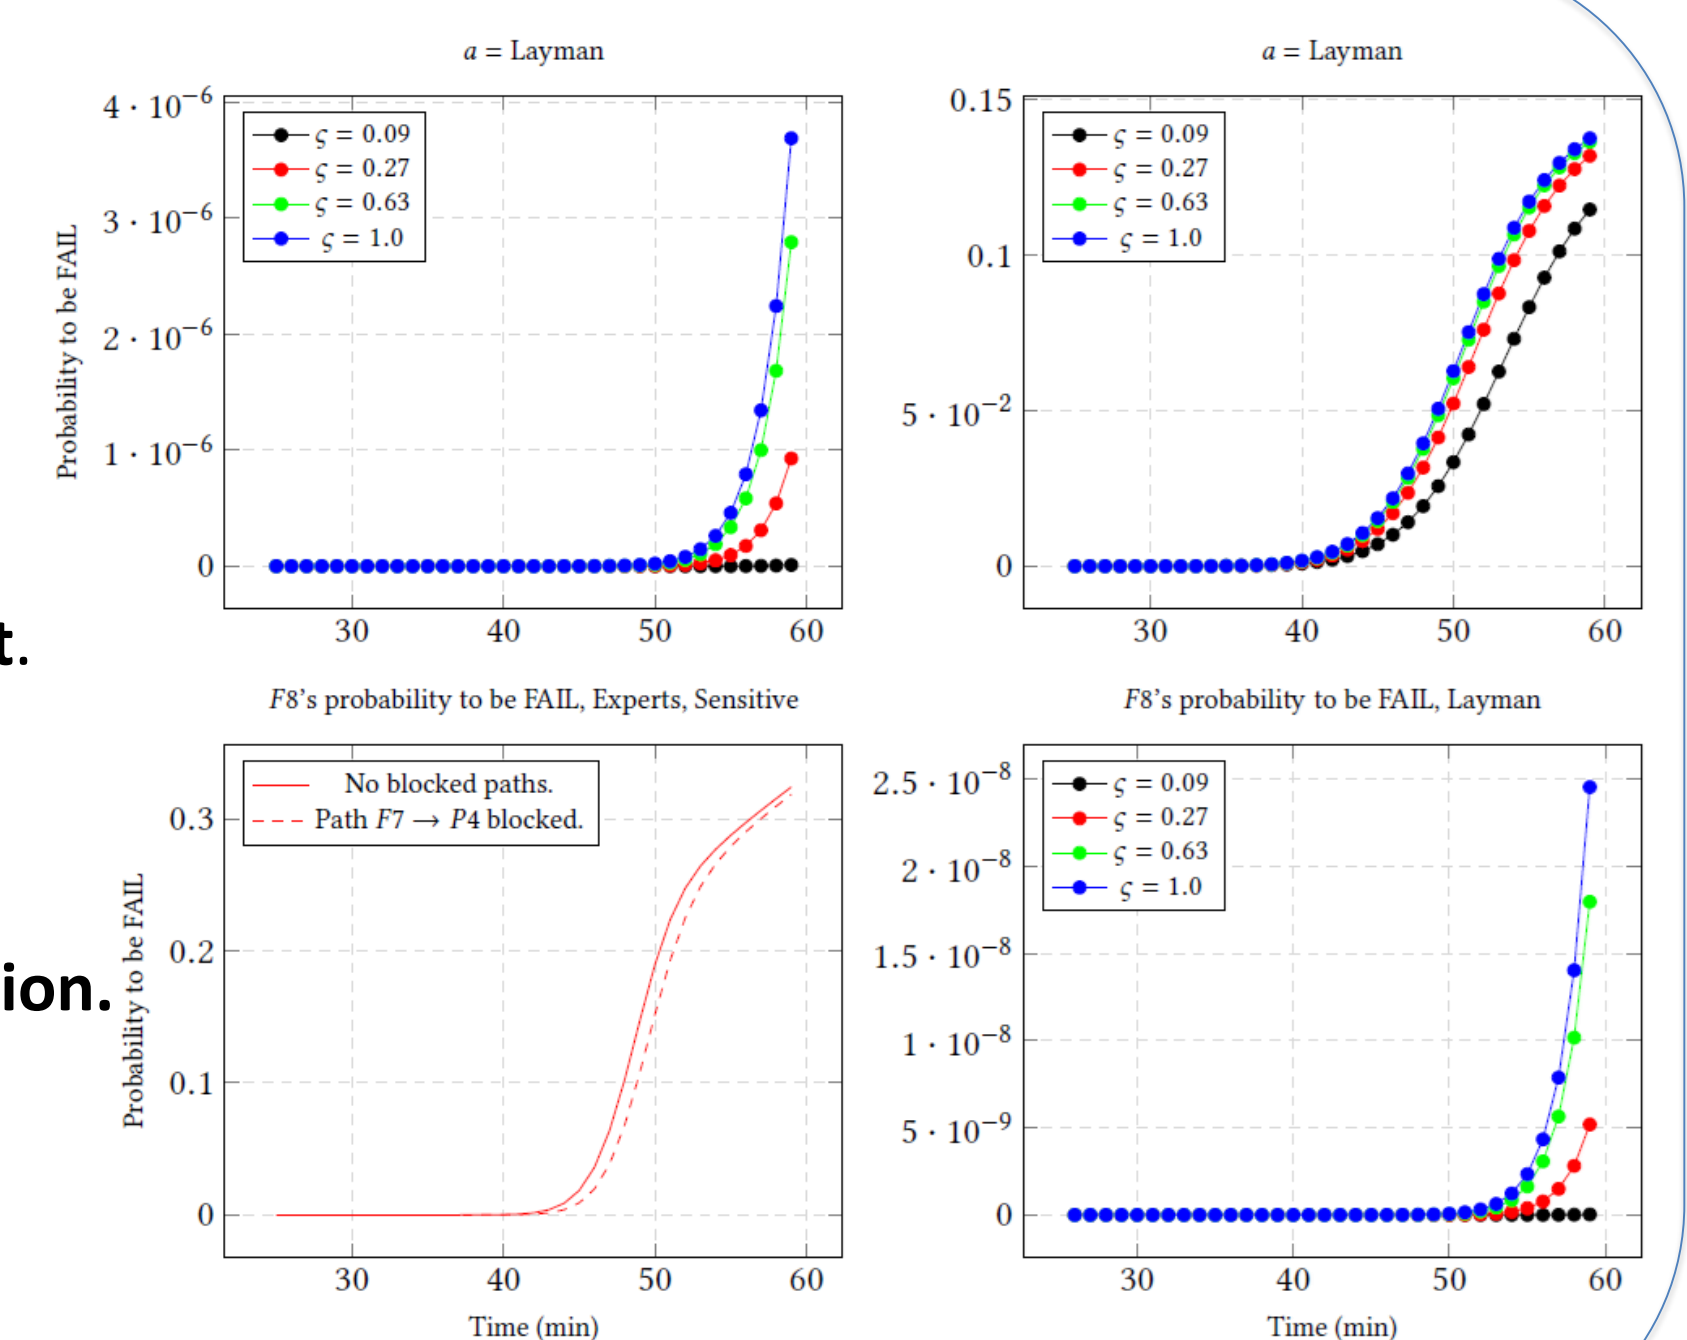 a = Layman
4 · 10⁻⁶
3 · 10⁻⁶
2 · 10⁻⁶
1 · 10⁻⁶
0
Probability to be FAIL
ς = 0.09
ς = 0.27
ς = 0.63
ς = 1.0
30 40 50 60
a = Layman
0.15
0.1
5 · 10⁻²
0
ς = 0.09
ς = 0.27
ς = 0.63
ς = 1.0
30 40 50 60
t.
ion.
F8's probability to be FAIL, Experts, Sensitive
0.3
0.2
0.1
0
Probability to be FAIL
No blocked paths.
Path F7 → P4 blocked.
30 40 50 60
Time (min)
F8's probability to be FAIL, Layman
2.5 · 10⁻⁸
2 · 10⁻⁸
1.5 · 10⁻⁸
1 · 10⁻⁸
5 · 10⁻⁹
0
ς = 0.09
ς = 0.27
ς = 0.63
ς = 1.0
30 40 50 60
Time (min)